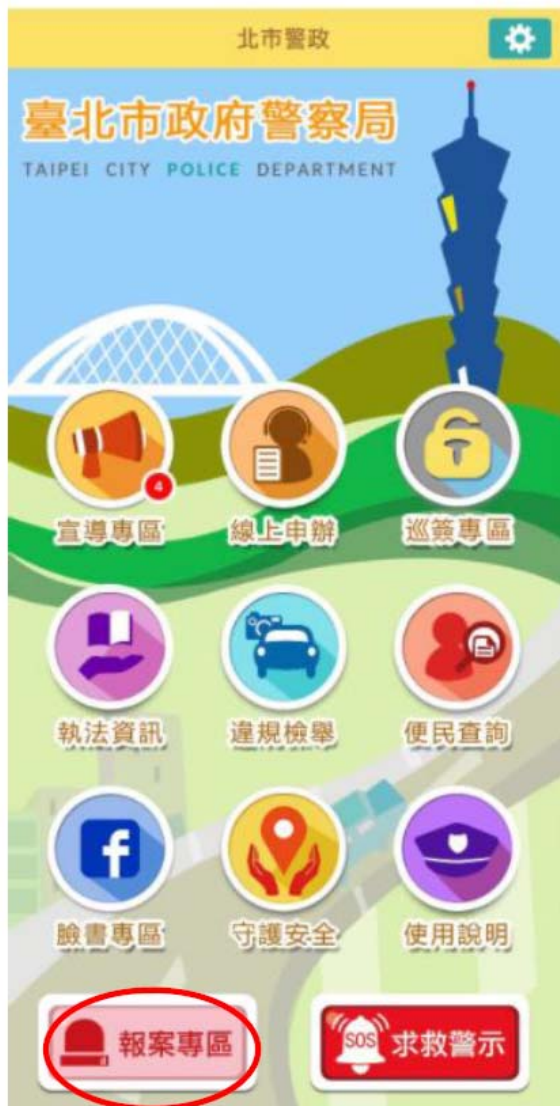 北市警政
臺北市政府警察局
TAIPEI CITY POLICE DEPARTMENT
4
宣導專區 線上申辦 巡簽專區
執法資訊 違規檢舉 便民查詢
f
臉書專區 守護安全 使用說明
報案專區 SOS 求救警示